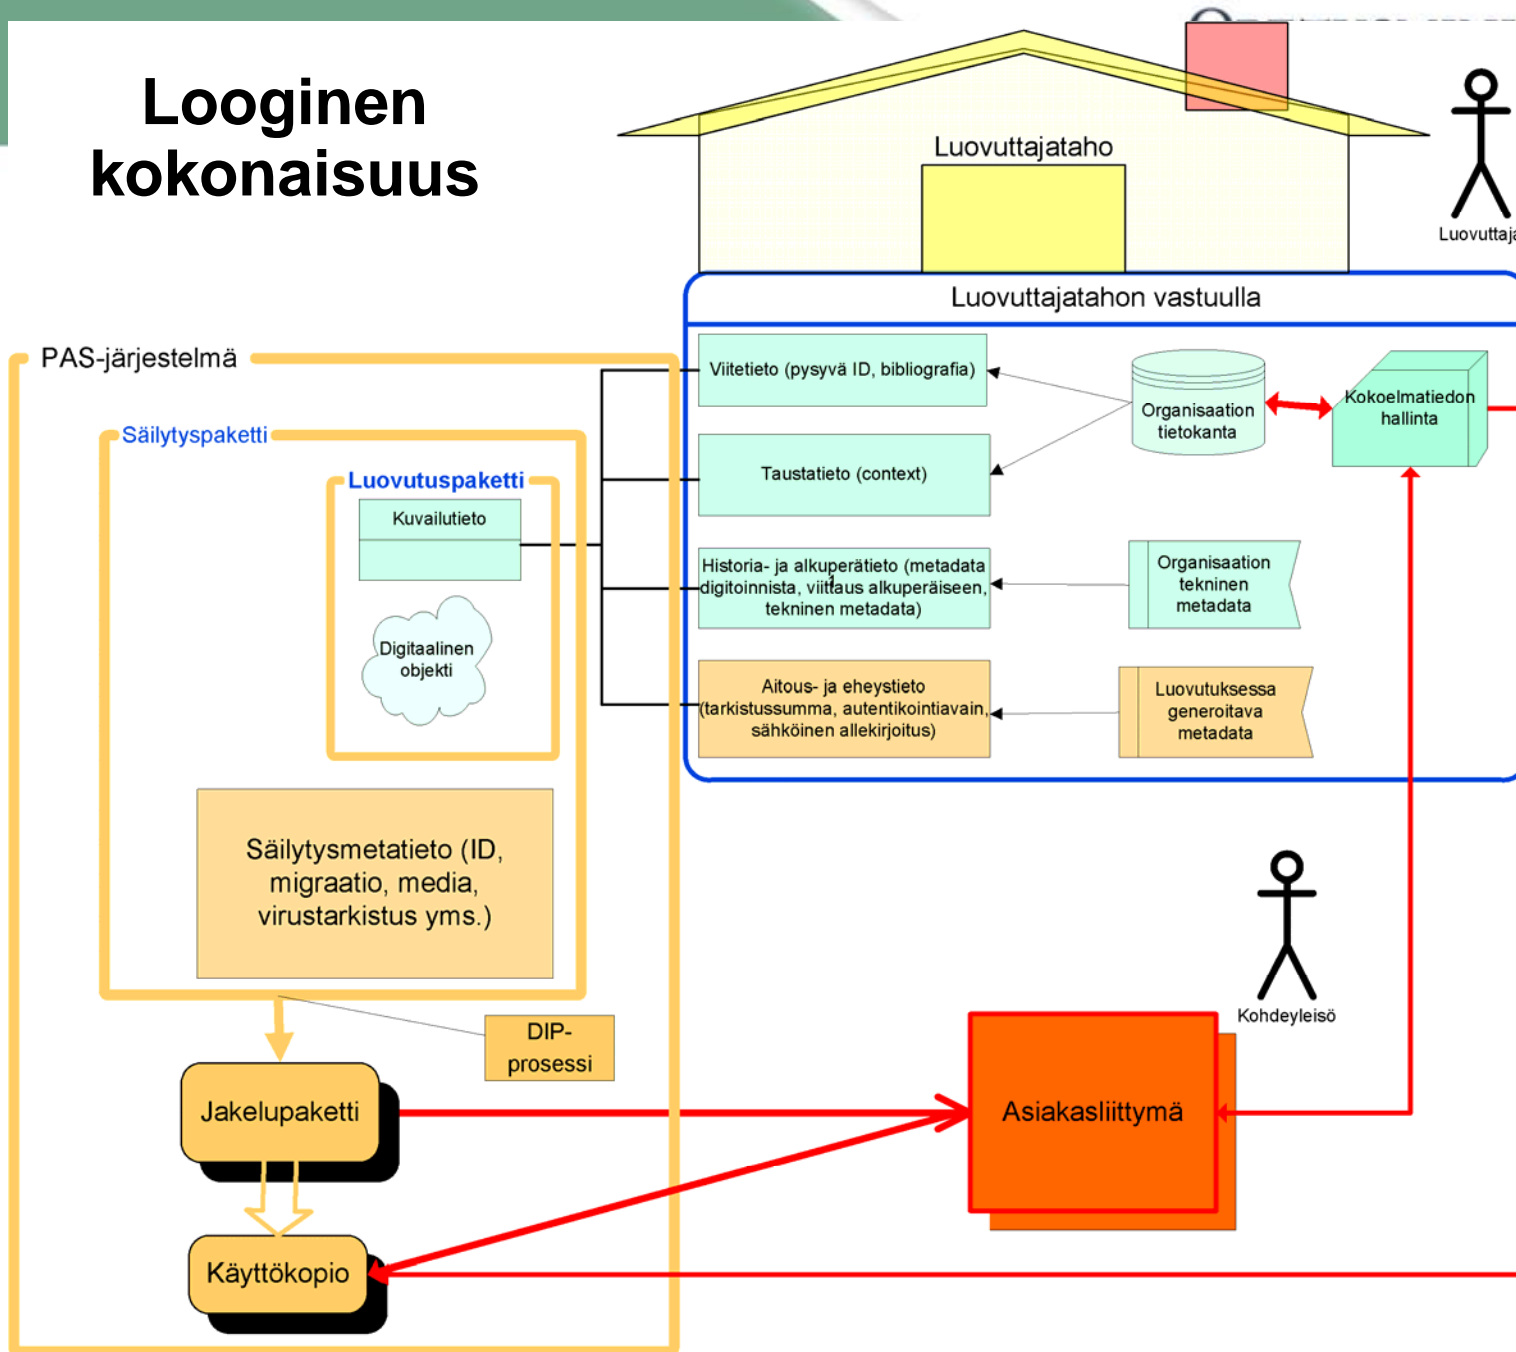 Looginen
kokonaisuus
Luovuttajataho
Luovuttaja
Luovuttajatahon vastuulla
PAS-järjestelmä
Säilytyspaketti
Luovutuspaketti
Kuvailutieto
Digitaalinen
objekti
Viitetieto (pysyvä ID, bibliografia)
Taustatieto (context)
Historia- ja alkuperätieto (metadata
digitoinnista, viittaus alkuperäiseen,
tekninen metadata)
1
Aitous- ja eheystieto
(tarkistussumma, autentikointiavain,
sähköinen allekirjoitus)
Organisaation
tietokanta
Kokoelmatiedon
hallinta
Organisaation
tekninen
metadata
Luovutuksessa
generoitava
metadata
Säilytysmetatieto (ID,
migraatio, media,
virustarkistus yms.)
DIP-
prosessi
Kohdeyleisö
Jakelupaketti
Asiakasliittymä
Käyttökopio